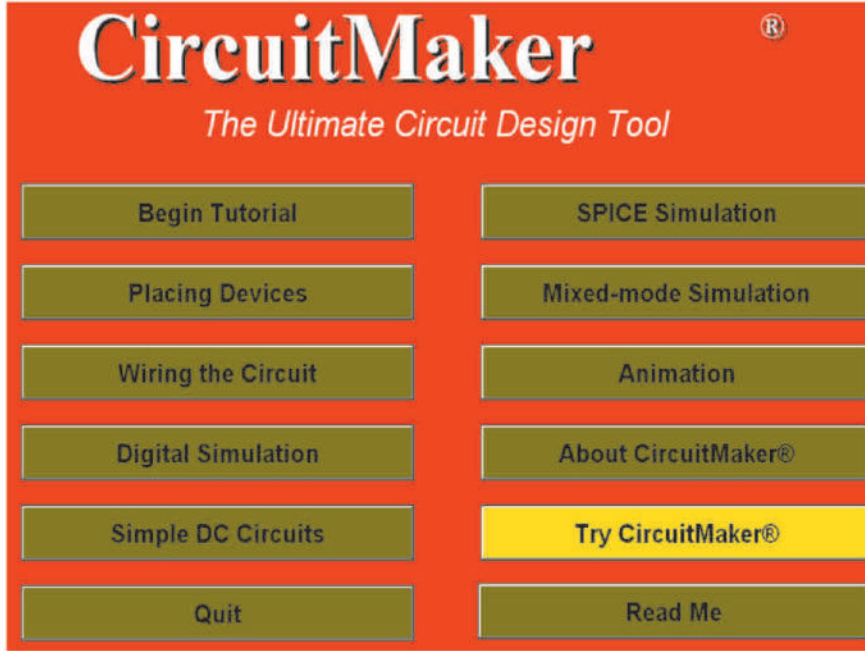 CircuitMaker ®
The Ultimate Circuit Design Tool
Begin Tutorial
Placing Devices
Wiring the Circuit
Digital Simulation
Simple DC Circuits
Quit
SPICE Simulation
Mixed-mode Simulation
Animation
About CircuitMaker®
Try CircuitMaker®
Read Me